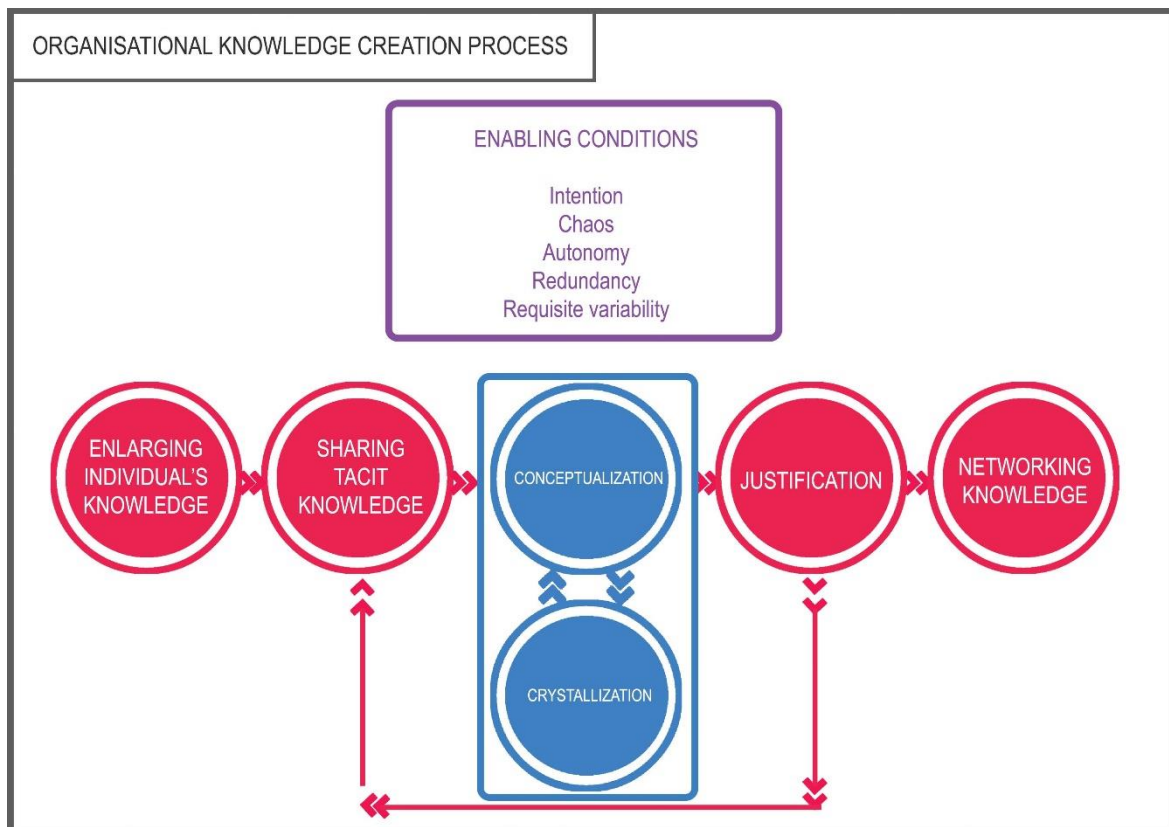 ORGANISATIONAL KNOWLEDGE CREATION PROCESS
ENABLING CONDITIONS
Intention
Chaos
Autonomy
Redundancy
Requisite variability
ENLARGING
INDIVIDUAL'S
KNOWLEDGE
SHARING
TACIT
KNOWLEDGE
CONCEPTUALIZATION
CRYSTALLIZATION
JUSTIFICATION
NETWORKING
KNOWLEDGE